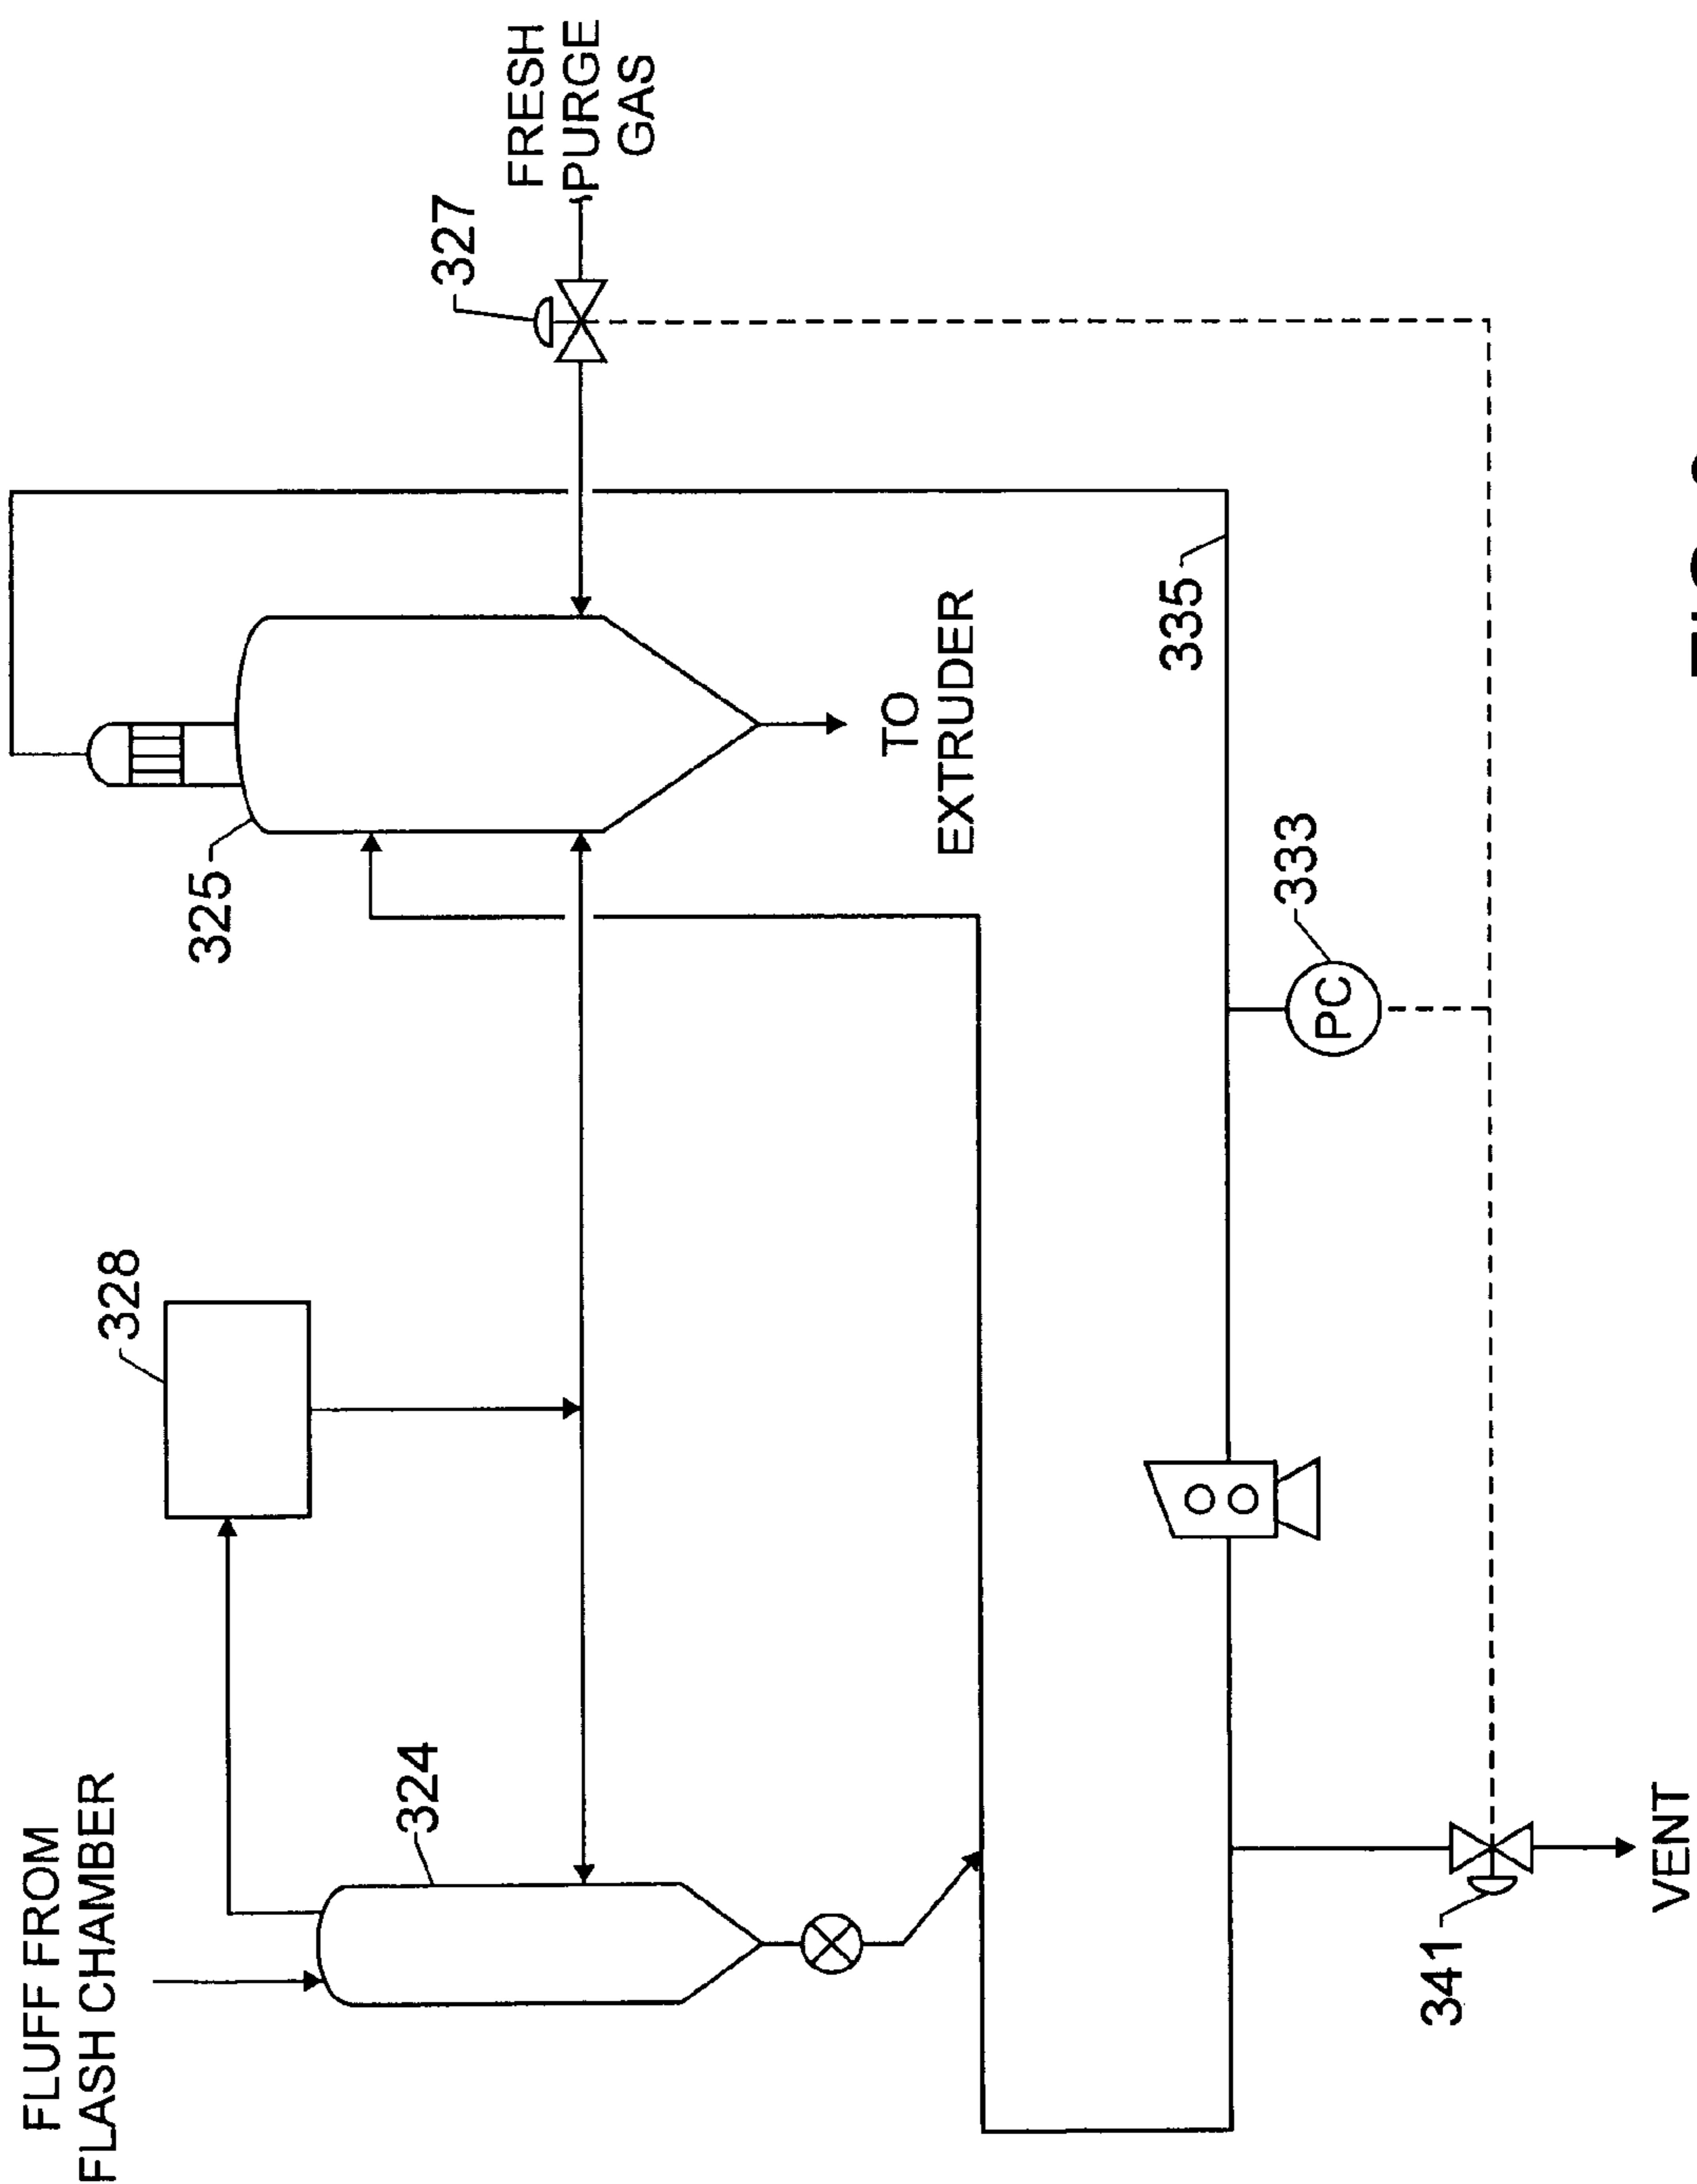 FLUFF FROM
FLASH CHAMBER
328
324
325
327
FRESH
PURGE
GAS
TO
EXTRUDER
335
333
PC
341
VENT